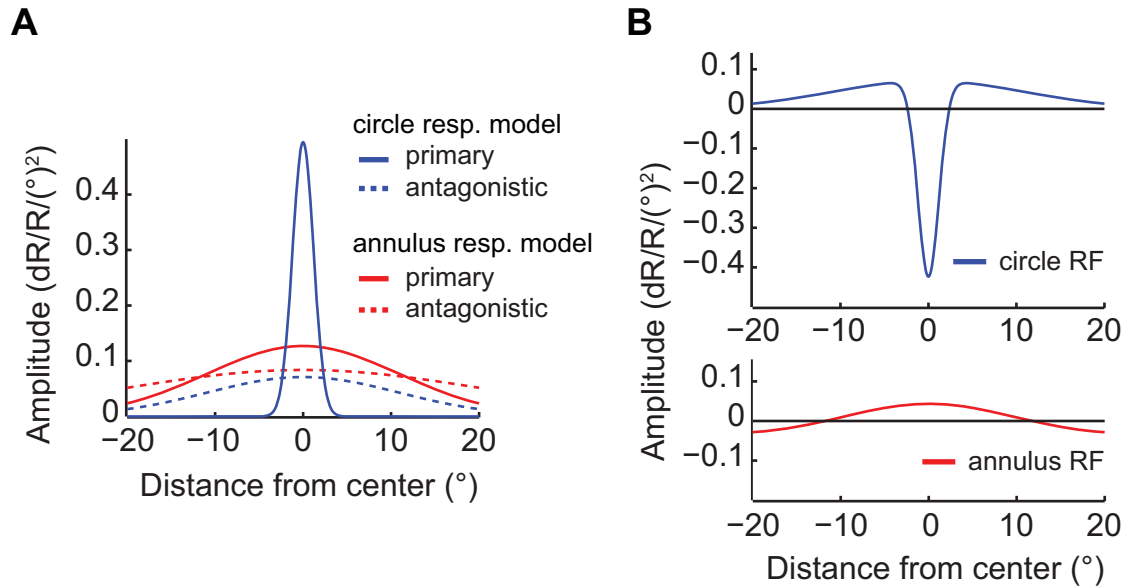 A
circle resp. model
primary
antagonistic
annulus resp. model
primary
antagonistic
Amplitude (dR/R/(°)²)
0.4
0.3
0.2
0.1
0
−20
−10
0
10
20
Distance from center (°)
B
Amplitude (dR/R/(°)²)
0.1
0
−0.1
−0.2
−0.3
−0.4
circle RF
−20
−10
0
10
20
0.1
0
−0.1
annulus RF
−20
−10
0
10
20
Distance from center (°)